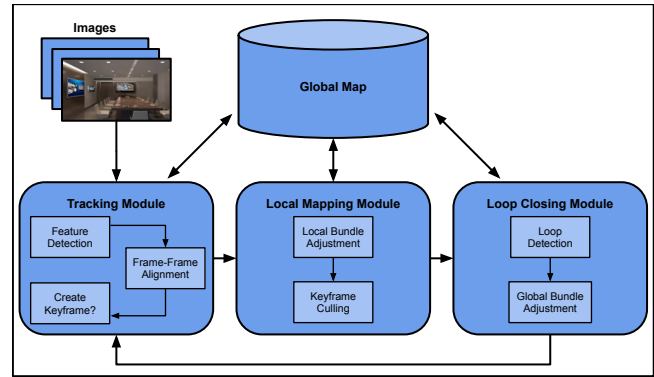 Images
Global Map
Tracking Module
Feature
Detection
Frame-Frame
Alignment
Create
Keyframe?
Local Mapping Module
Local Bundle
Adjustment
Keyframe
Culling
Loop Closing Module
Loop
Detection
Global Bundle
Adjustment